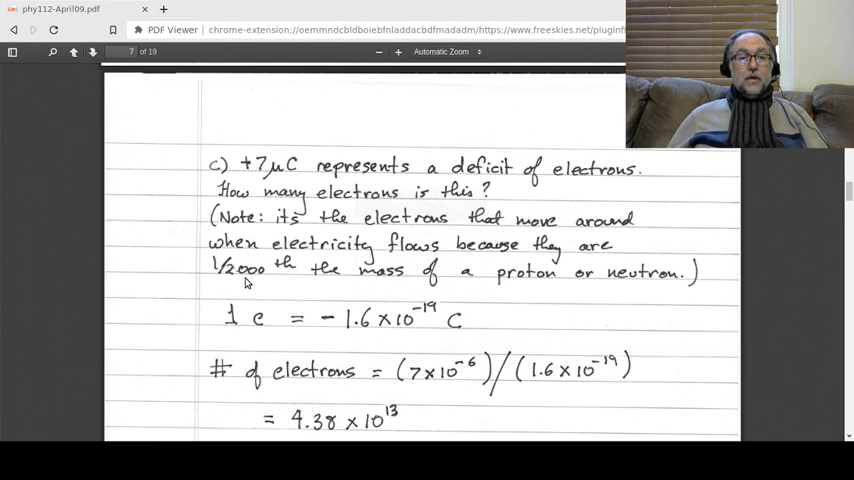 phy112-April09.pdf
PDF Viewer
chrome-extension://oemmndcbldboiebfnladdacbdfmadadm/https://www.freeskies.net/pluginfi
7 of 19
Automatic Zoom
c) +7μC represents a deficit of electrons.
How many electrons is this?
(Note: its the electrons that move around
when electricity flows because they are
1/2000 th the mass of a proton or neutron.)
1 e = - 1.6 × 10⁻¹⁹ C
# of electrons = (7×10⁻⁶)/(1.6 × 10⁻¹⁹)
= 4.38 × 10¹³